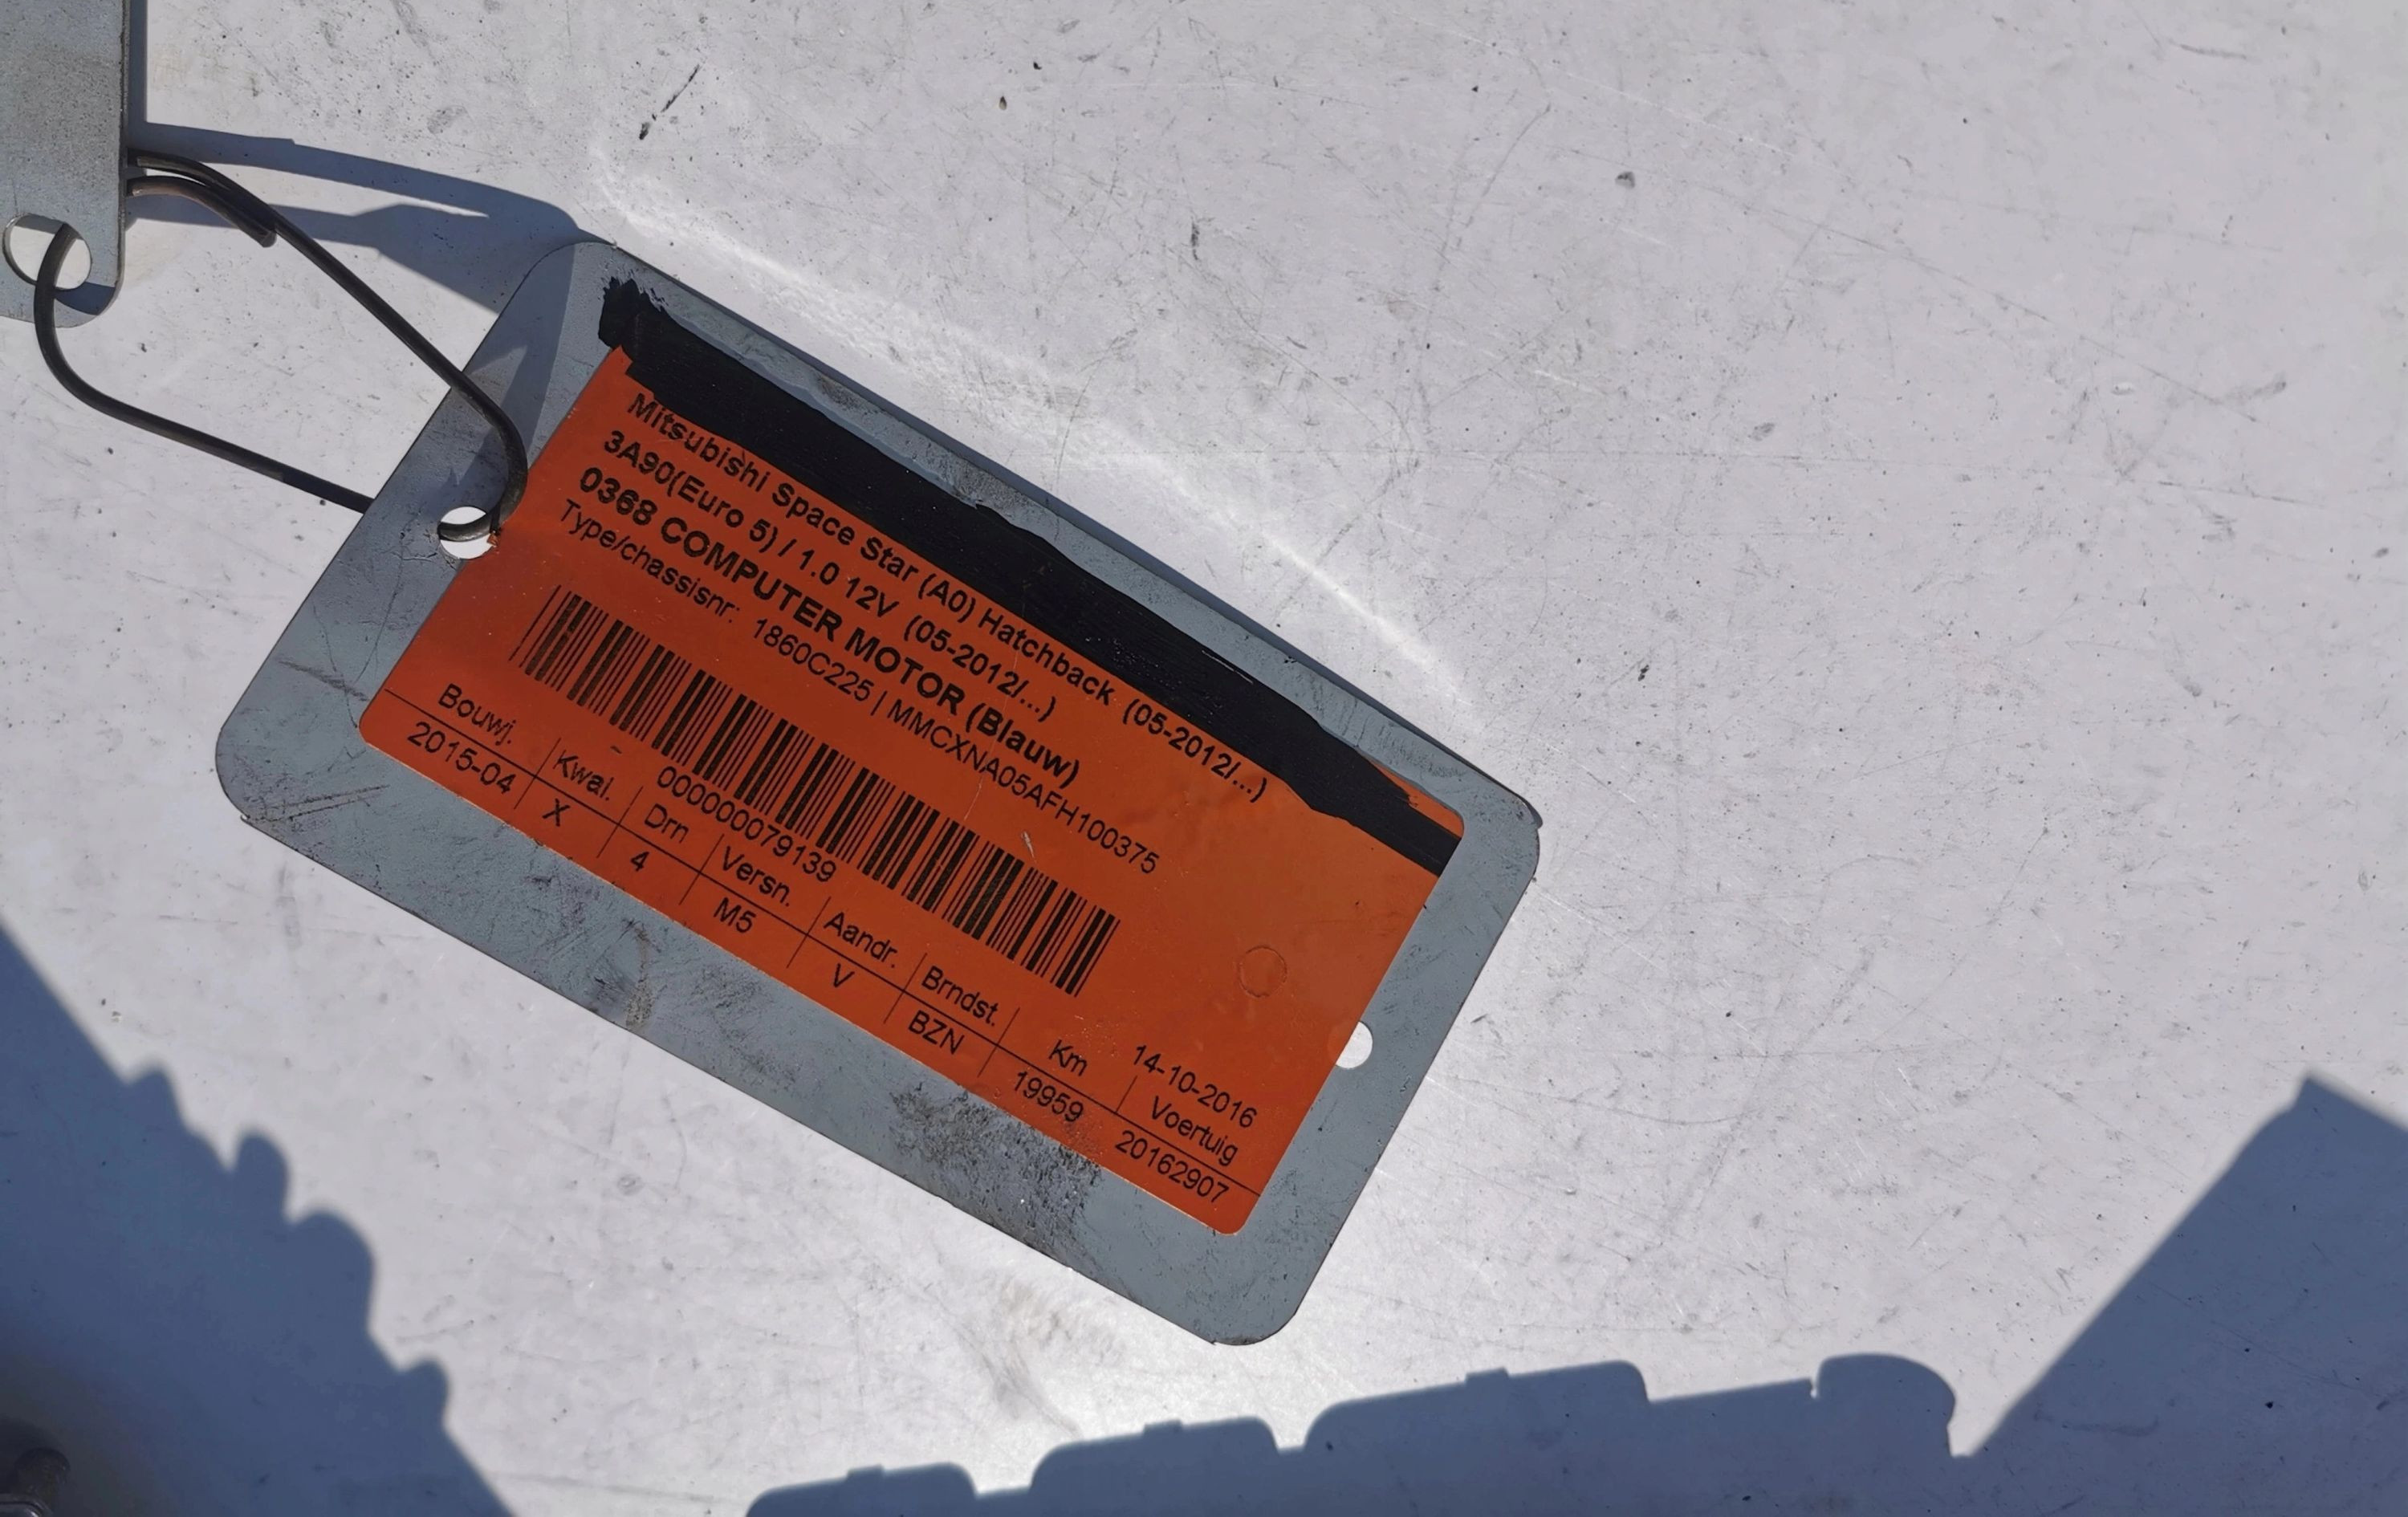 Mitsubishi Space Star (A0) Hatchback (05-2012/...)
3A90(Euro 5) / 1.0 12V (05-2012/...)
0368 COMPUTER MOTOR (Blauw)
Type/chassisnr: 1860C225 | MMCXNA05AFH100375
000000079139
14-10-2016
Bouwj. Kwal. Drn Versn. Aandr. Brndst. Km Voertuig
2015-04 X 4 M5 V BZN 19959 20162907